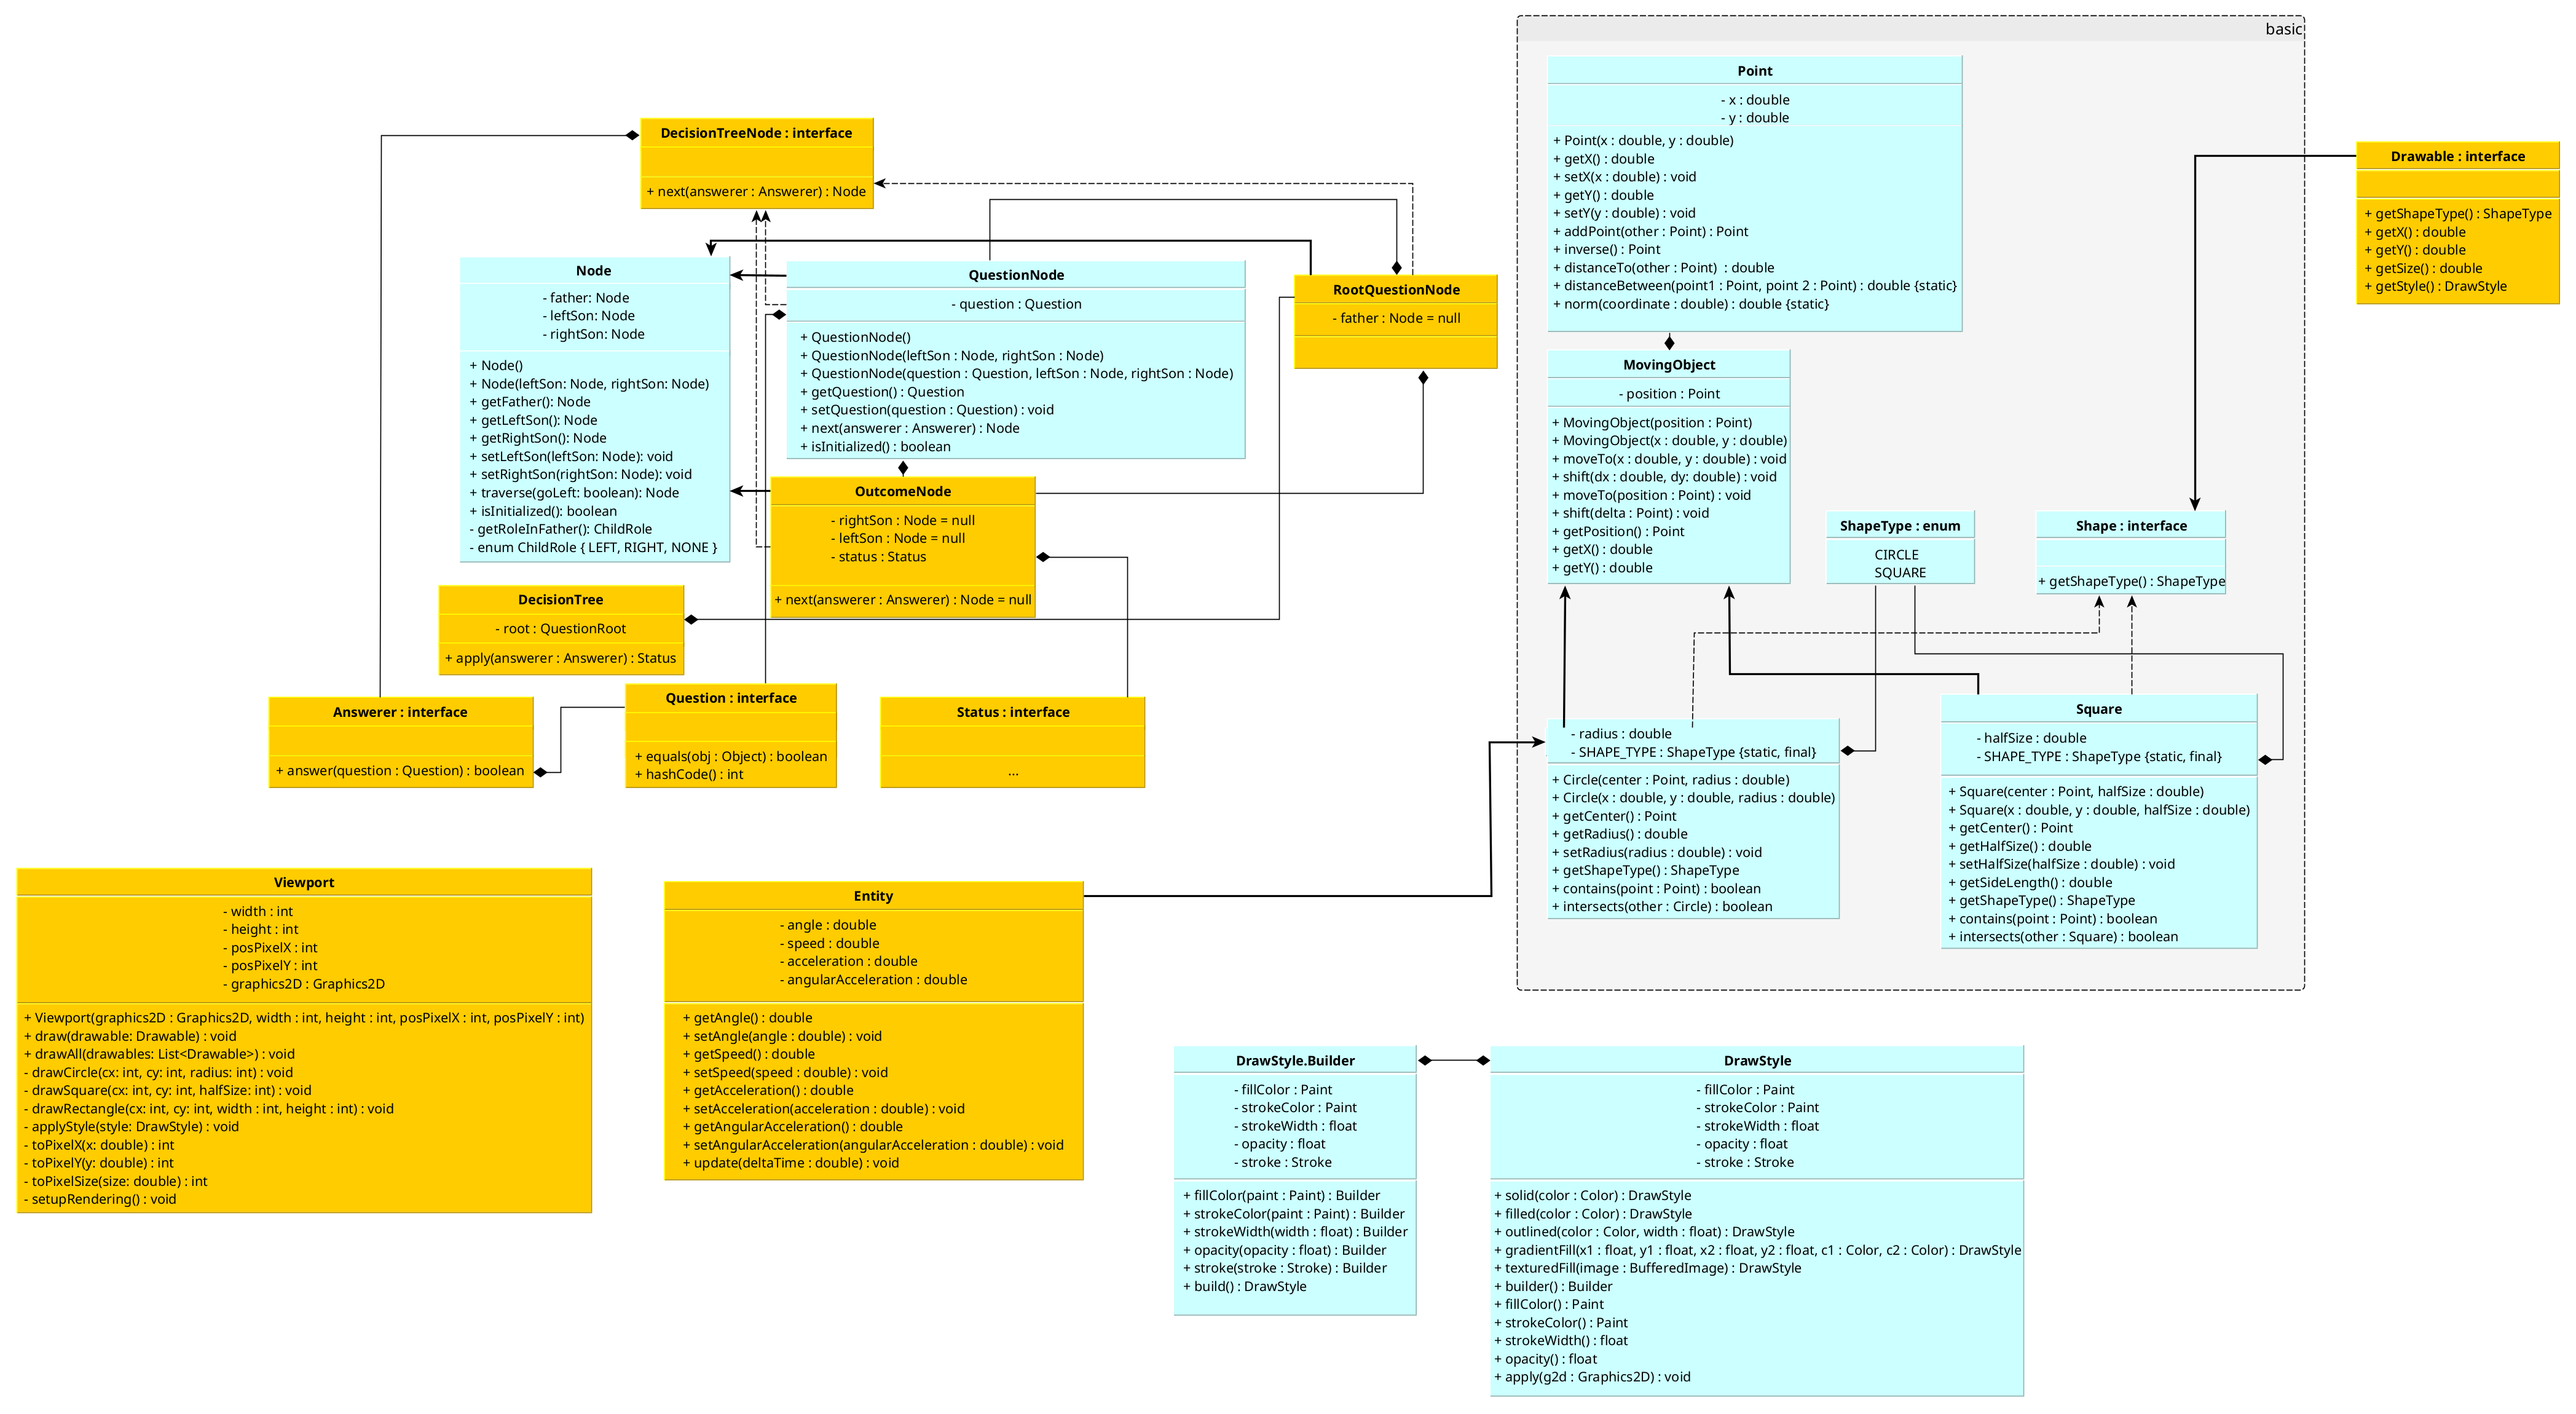 basic
Point
- x : double
- y : double
+ Point(x : double, y : double)
+ getX() : double
+ setX(x : double) : void
+ getY() : double
+ setY(y : double) : void
+ addPoint(other : Point) : Point
+ inverse() : Point
+ distanceTo(other : Point)  : double
+ distanceBetween(point1 : Point, point 2 : Point) : double {static}
+ norm(coordinate : double) : double {static}
DecisionTreeNode : interface
+ next(answerer : Answerer) : Node
Drawable : interface
+ getShapeType() : ShapeType
+ getX() : double
+ getY() : double
+ getSize() : double
+ getStyle() : DrawStyle
Node
- father: Node
- leftSon: Node
- rightSon: Node
+ Node()
+ Node(leftSon: Node, rightSon: Node)
+ getFather(): Node
+ getLeftSon(): Node
+ getRightSon(): Node
+ setLeftSon(leftSon: Node): void
+ setRightSon(rightSon: Node): void
+ traverse(goLeft: boolean): Node
+ isInitialized(): boolean
- getRoleInFather(): ChildRole
- enum ChildRole { LEFT, RIGHT, NONE }
QuestionNode
- question : Question
+ QuestionNode()
+ QuestionNode(leftSon : Node, rightSon : Node)
+ QuestionNode(question : Question, leftSon : Node, rightSon : Node)
+ getQuestion() : Question
+ setQuestion(question : Question) : void
+ next(answerer : Answerer) : Node
+ isInitialized() : boolean
RootQuestionNode
- father : Node = null
MovingObject
- position : Point
+ MovingObject(position : Point)
+ MovingObject(x : double, y : double)
+ moveTo(x : double, y : double) : void
+ shift(dx : double, dy: double) : void
+ moveTo(position : Point) : void
+ shift(delta : Point) : void
+ getPosition() : Point
+ getX() : double
+ getY() : double
OutcomeNode
- rightSon : Node = null
- leftSon : Node = null
- status : Status
+ next(answerer : Answerer) : Node = null
ShapeType : enum
CIRCLE
SQUARE
Shape : interface
+ getShapeType() : ShapeType
DecisionTree
- root : QuestionRoot
+ apply(answerer : Answerer) : Status
Answerer : interface
+ answer(question : Question) : boolean
Question : interface
+ equals(obj : Object) : boolean
+ hashCode() : int
Status : interface
...
- radius : double
- SHAPE_TYPE : ShapeType {static, final}
+ Circle(center : Point, radius : double)
+ Circle(x : double, y : double, radius : double)
+ getCenter() : Point
+ getRadius() : double
+ setRadius(radius : double) : void
+ getShapeType() : ShapeType
+ contains(point : Point) : boolean
+ intersects(other : Circle) : boolean
Square
- halfSize : double
- SHAPE_TYPE : ShapeType {static, final}
+ Square(center : Point, halfSize : double)
+ Square(x : double, y : double, halfSize : double)
+ getCenter() : Point
+ getHalfSize() : double
+ setHalfSize(halfSize : double) : void
+ getSideLength() : double
+ getShapeType() : ShapeType
+ contains(point : Point) : boolean
+ intersects(other : Square) : boolean
Viewport
- width : int
- height : int
- posPixelX : int
- posPixelY : int
- graphics2D : Graphics2D
+ Viewport(graphics2D : Graphics2D, width : int, height : int, posPixelX : int, posPixelY : int)
+ draw(drawable: Drawable) : void
+ drawAll(drawables: List<Drawable>) : void
- drawCircle(cx: int, cy: int, radius: int) : void
- drawSquare(cx: int, cy: int, halfSize: int) : void
- drawRectangle(cx: int, cy: int, width : int, height : int) : void
- applyStyle(style: DrawStyle) : void
- toPixelX(x: double) : int
- toPixelY(y: double) : int
- toPixelSize(size: double) : int
- setupRendering() : void
Entity
- angle : double
- speed : double
- acceleration : double
- angularAcceleration : double
+ getAngle() : double
+ setAngle(angle : double) : void
+ getSpeed() : double
+ setSpeed(speed : double) : void
+ getAcceleration() : double
+ setAcceleration(acceleration : double) : void
+ getAngularAcceleration() : double
+ setAngularAcceleration(angularAcceleration : double) : void
+ update(deltaTime : double) : void
DrawStyle.Builder
- fillColor : Paint
- strokeColor : Paint
- strokeWidth : float
- opacity : float
- stroke : Stroke
+ fillColor(paint : Paint) : Builder
+ strokeColor(paint : Paint) : Builder
+ strokeWidth(width : float) : Builder
+ opacity(opacity : float) : Builder
+ stroke(stroke : Stroke) : Builder
+ build() : DrawStyle
DrawStyle
- fillColor : Paint
- strokeColor : Paint
- strokeWidth : float
- opacity : float
- stroke : Stroke
+ solid(color : Color) : DrawStyle
+ filled(color : Color) : DrawStyle
+ outlined(color : Color, width : float) : DrawStyle
+ gradientFill(x1 : float, y1 : float, x2 : float, y2 : float, c1 : Color, c2 : Color) : DrawStyle
+ texturedFill(image : BufferedImage) : DrawStyle
+ builder() : Builder
+ fillColor() : Paint
+ strokeColor() : Paint
+ strokeWidth() : float
+ opacity() : float
+ apply(g2d : Graphics2D) : void